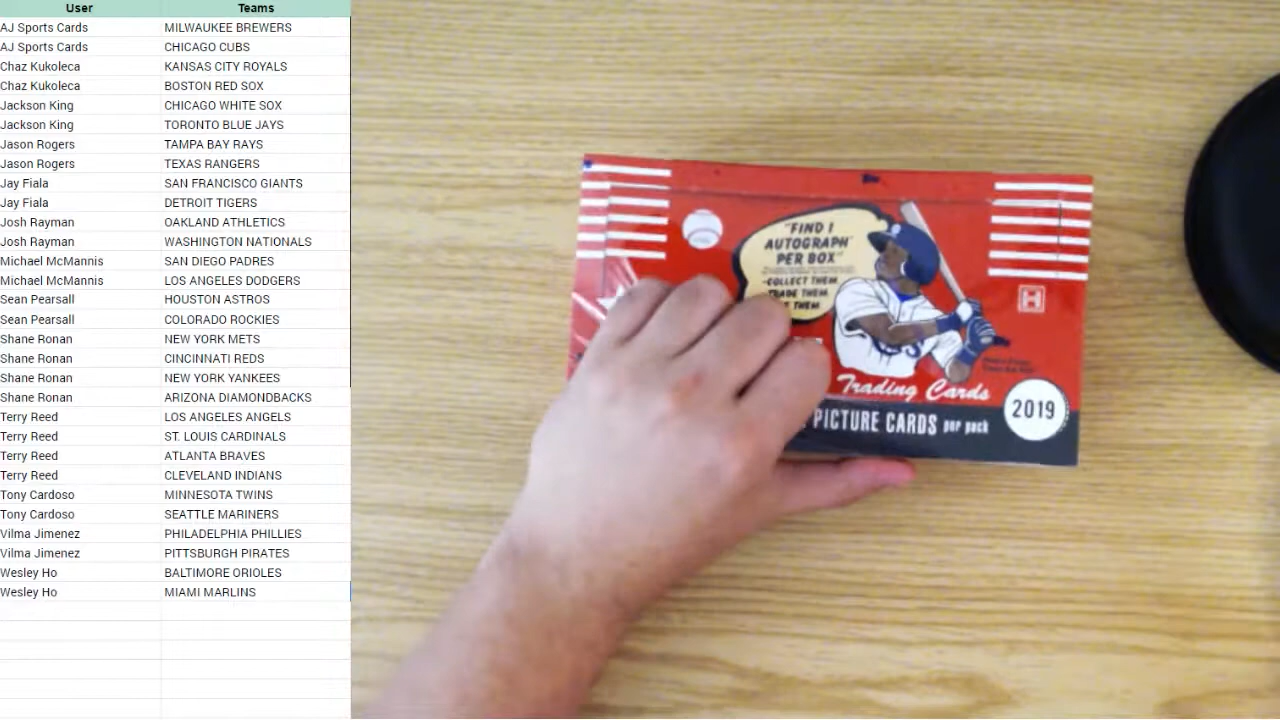 User Teams
AJ Sports Cards MILWAUKEE BREWERS
AJ Sports Cards CHICAGO CUBS
Chaz Kukoleca KANSAS CITY ROYALS
Chaz Kukoleca BOSTON RED SOX
Jackson King CHICAGO WHITE SOX
Jackson King TORONTO BLUE JAYS
Jason Rogers TAMPA BAY RAYS
Jason Rogers TEXAS RANGERS
Jay Fiala SAN FRANCISCO GIANTS
Jay Fiala DETROIT TIGERS
Josh Rayman OAKLAND ATHLETICS
Josh Rayman WASHINGTON NATIONALS
Michael McMannis SAN DIEGO PADRES
Michael McMannis LOS ANGELES DODGERS
Sean Pearsall HOUSTON ASTROS
Sean Pearsall COLORADO ROCKIES
Shane Ronan NEW YORK METS
Shane Ronan CINCINNATI REDS
Shane Ronan NEW YORK YANKEES
Shane Ronan ARIZONA DIAMONDBACKS
Terry Reed LOS ANGELES ANGELS
Terry Reed ST. LOUIS CARDINALS
Terry Reed ATLANTA BRAVES
Terry Reed CLEVELAND INDIANS
Tony Cardoso MINNESOTA TWINS
Tony Cardoso SEATTLE MARINERS
Vilma Jimenez PHILADELPHIA PHILLIES
Vilma Jimenez PITTSBURGH PIRATES
Wesley Ho BALTIMORE ORIOLES
Wesley Ho MIAMI MARLINS
"FIND 1
AUTOGRAPH
PER BOX"
-COLLECT THEM
TRADE THEM
THEM
H
Trading Cards
PICTURE CARDS per pack
2019